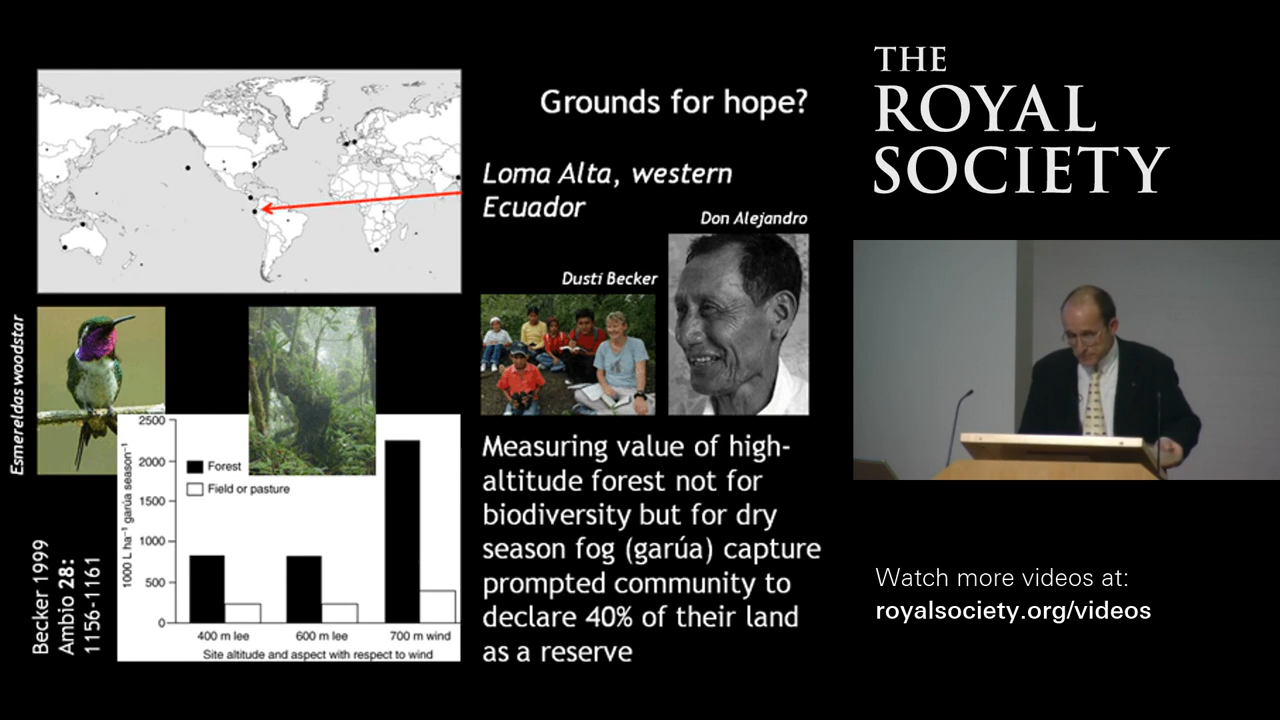 Grounds for hope?
Loma Alta, western
Ecuador
Don Alejandro
Dusti Becker
Esmereldas woodstar
Becker 1999
Ambio 28:
1156-1161
1000 L ha⁻¹ garúa season⁻¹
2500
2000
1500
1000
500
0
Forest
Field or pasture
400 m lee
600 m lee
700 m wind
Site altitude and aspect with respect to wind
Measuring value of high-
altitude forest not for
biodiversity but for dry
season fog (garúa) capture
prompted community to
declare 40% of their land
as a reserve
THE
ROYAL
SOCIETY
Watch more videos at:
royalsociety.org/videos